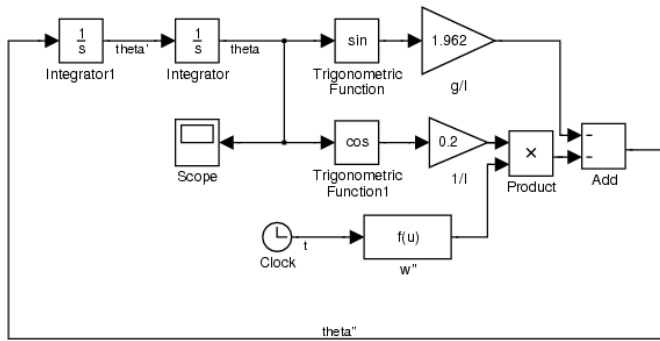 1
s
theta'
Integrator1
1
s
theta
Integrator
sin
Trigonometric
Function
1.962
g/l
Scope
cos
Trigonometric
Function1
0.2
1/l
×
Product
-
-
Add
Clock
t
f(u)
w"
theta"